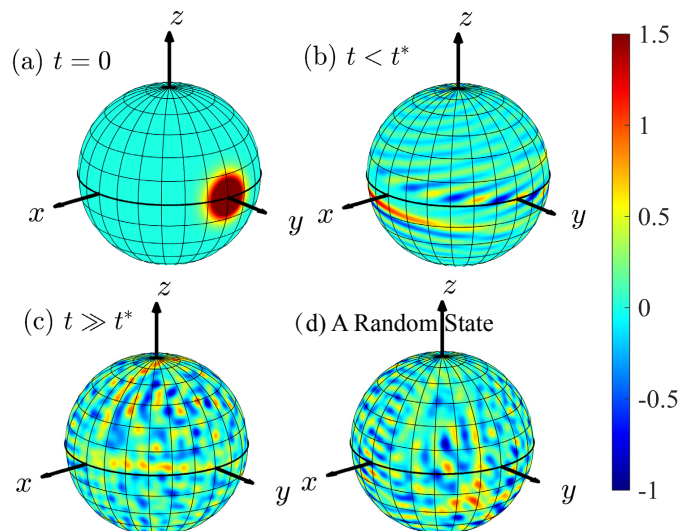 z
z
1.5
(a) t = 0
(b) t < t*
1
x
y
x
y
0.5
z
z
0
(c) t ≫ t*
(d) A Random State
-0.5
x
y
x
y
-1